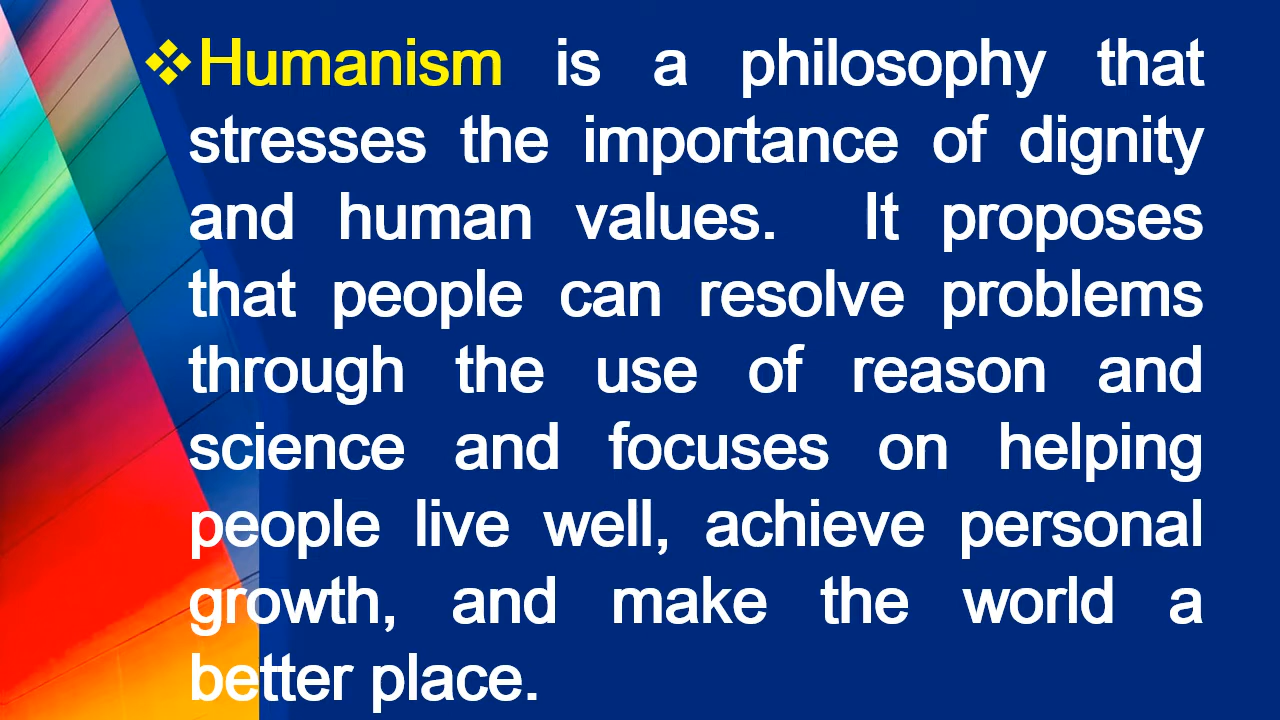 ❖Humanism is a philosophy that
stresses the importance of dignity
and human values. It proposes
that people can resolve problems
through the use of reason and
science and focuses on helping
people live well, achieve personal
growth, and make the world a
better place.